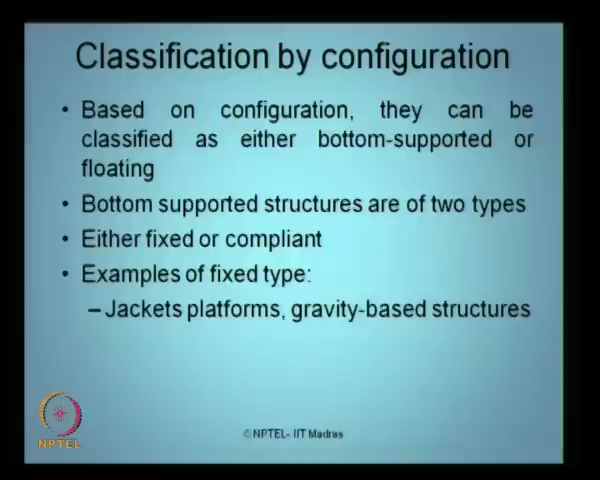 Classification by configuration
• Based on configuration, they can be
classified as either bottom-supported or
floating
• Bottom supported structures are of two types
• Either fixed or compliant
• Examples of fixed type:
– Jackets platforms, gravity-based structures
NPTEL
© NPTEL- IIT Madras